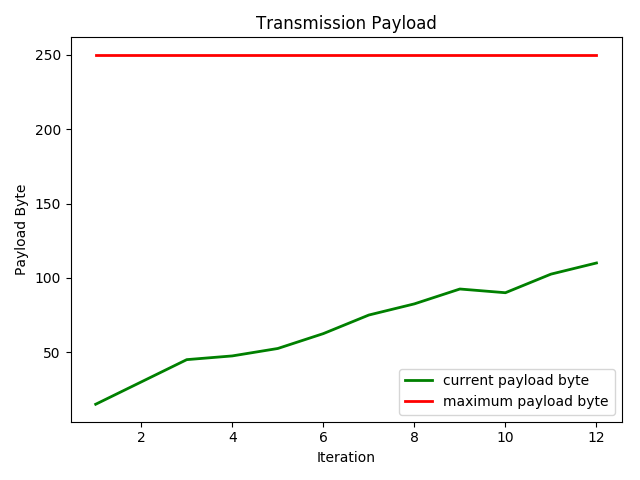 Transmission Payload
Payload Byte
250
200
150
100
50
2 4 6 8 10 12
Iteration
current payload byte
maximum payload byte